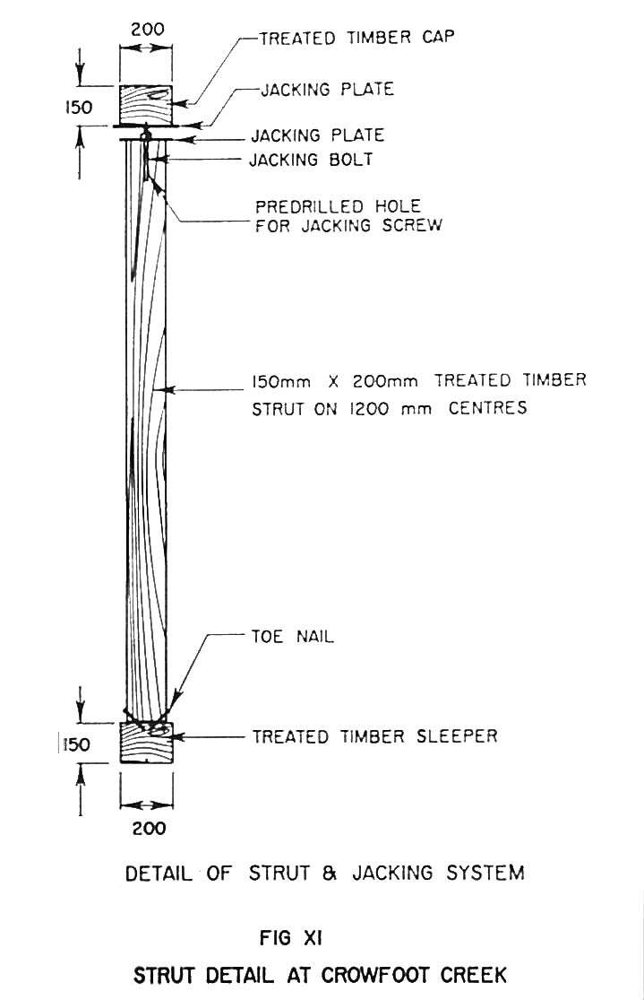 200
TREATED TIMBER CAP
JACKING PLATE
150
JACKING PLATE
JACKING BOLT
PREDRILLED HOLE
FOR JACKING SCREW
150mm X 200mm TREATED TIMBER
STRUT ON 1200 mm CENTRES
TOE NAIL
150
TREATED TIMBER SLEEPER
200
DETAIL OF STRUT & JACKING SYSTEM
FIG XI
STRUT DETAIL AT CROWFOOT CREEK